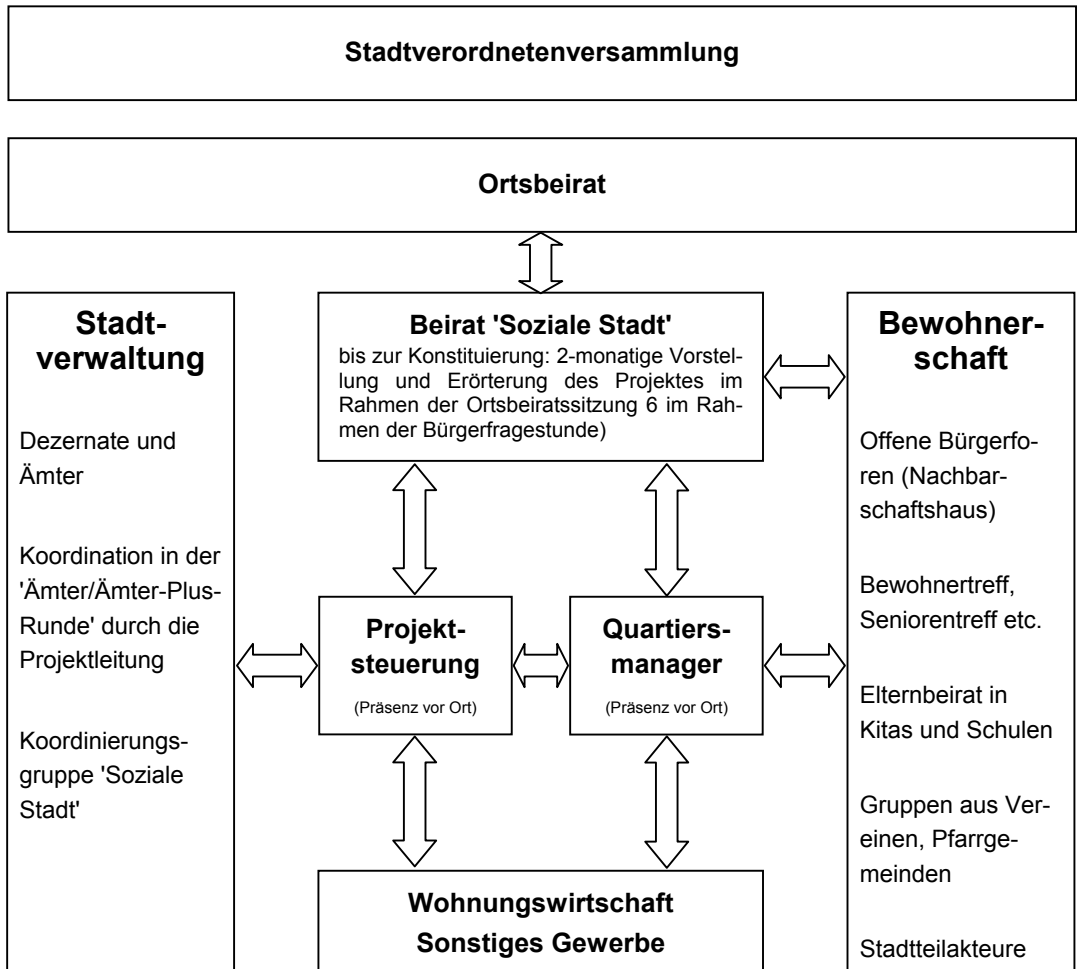 Stadtverordnetenversammlung
Ortsbeirat
Stadt-
verwaltung
Dezernate und
Ämter
Koordination in der
'Ämter/Ämter-Plus-
Runde' durch die
Projektleitung
Koordinierungs-
gruppe 'Soziale
Stadt'
Beirat 'Soziale Stadt'
bis zur Konstituierung: 2-monatige Vorstel-
lung und Erörterung des Projektes im
Rahmen der Ortsbeiratssitzung 6 im Rah-
men der Bürgerfragestunde)
Projekt-
steuerung
(Präsenz vor Ort)
Quartiers-
manager
(Präsenz vor Ort)
Wohnungswirtschaft
Sonstiges Gewerbe
Bewohner-
schaft
Offene Bürgerfo-
ren (Nachbar-
schaftshaus)
Bewohnertreff,
Seniorentreff etc.
Elternbeirat in
Kitas und Schulen
Gruppen aus Ver-
einen, Pfarrge-
meinden
Stadtteilakteure